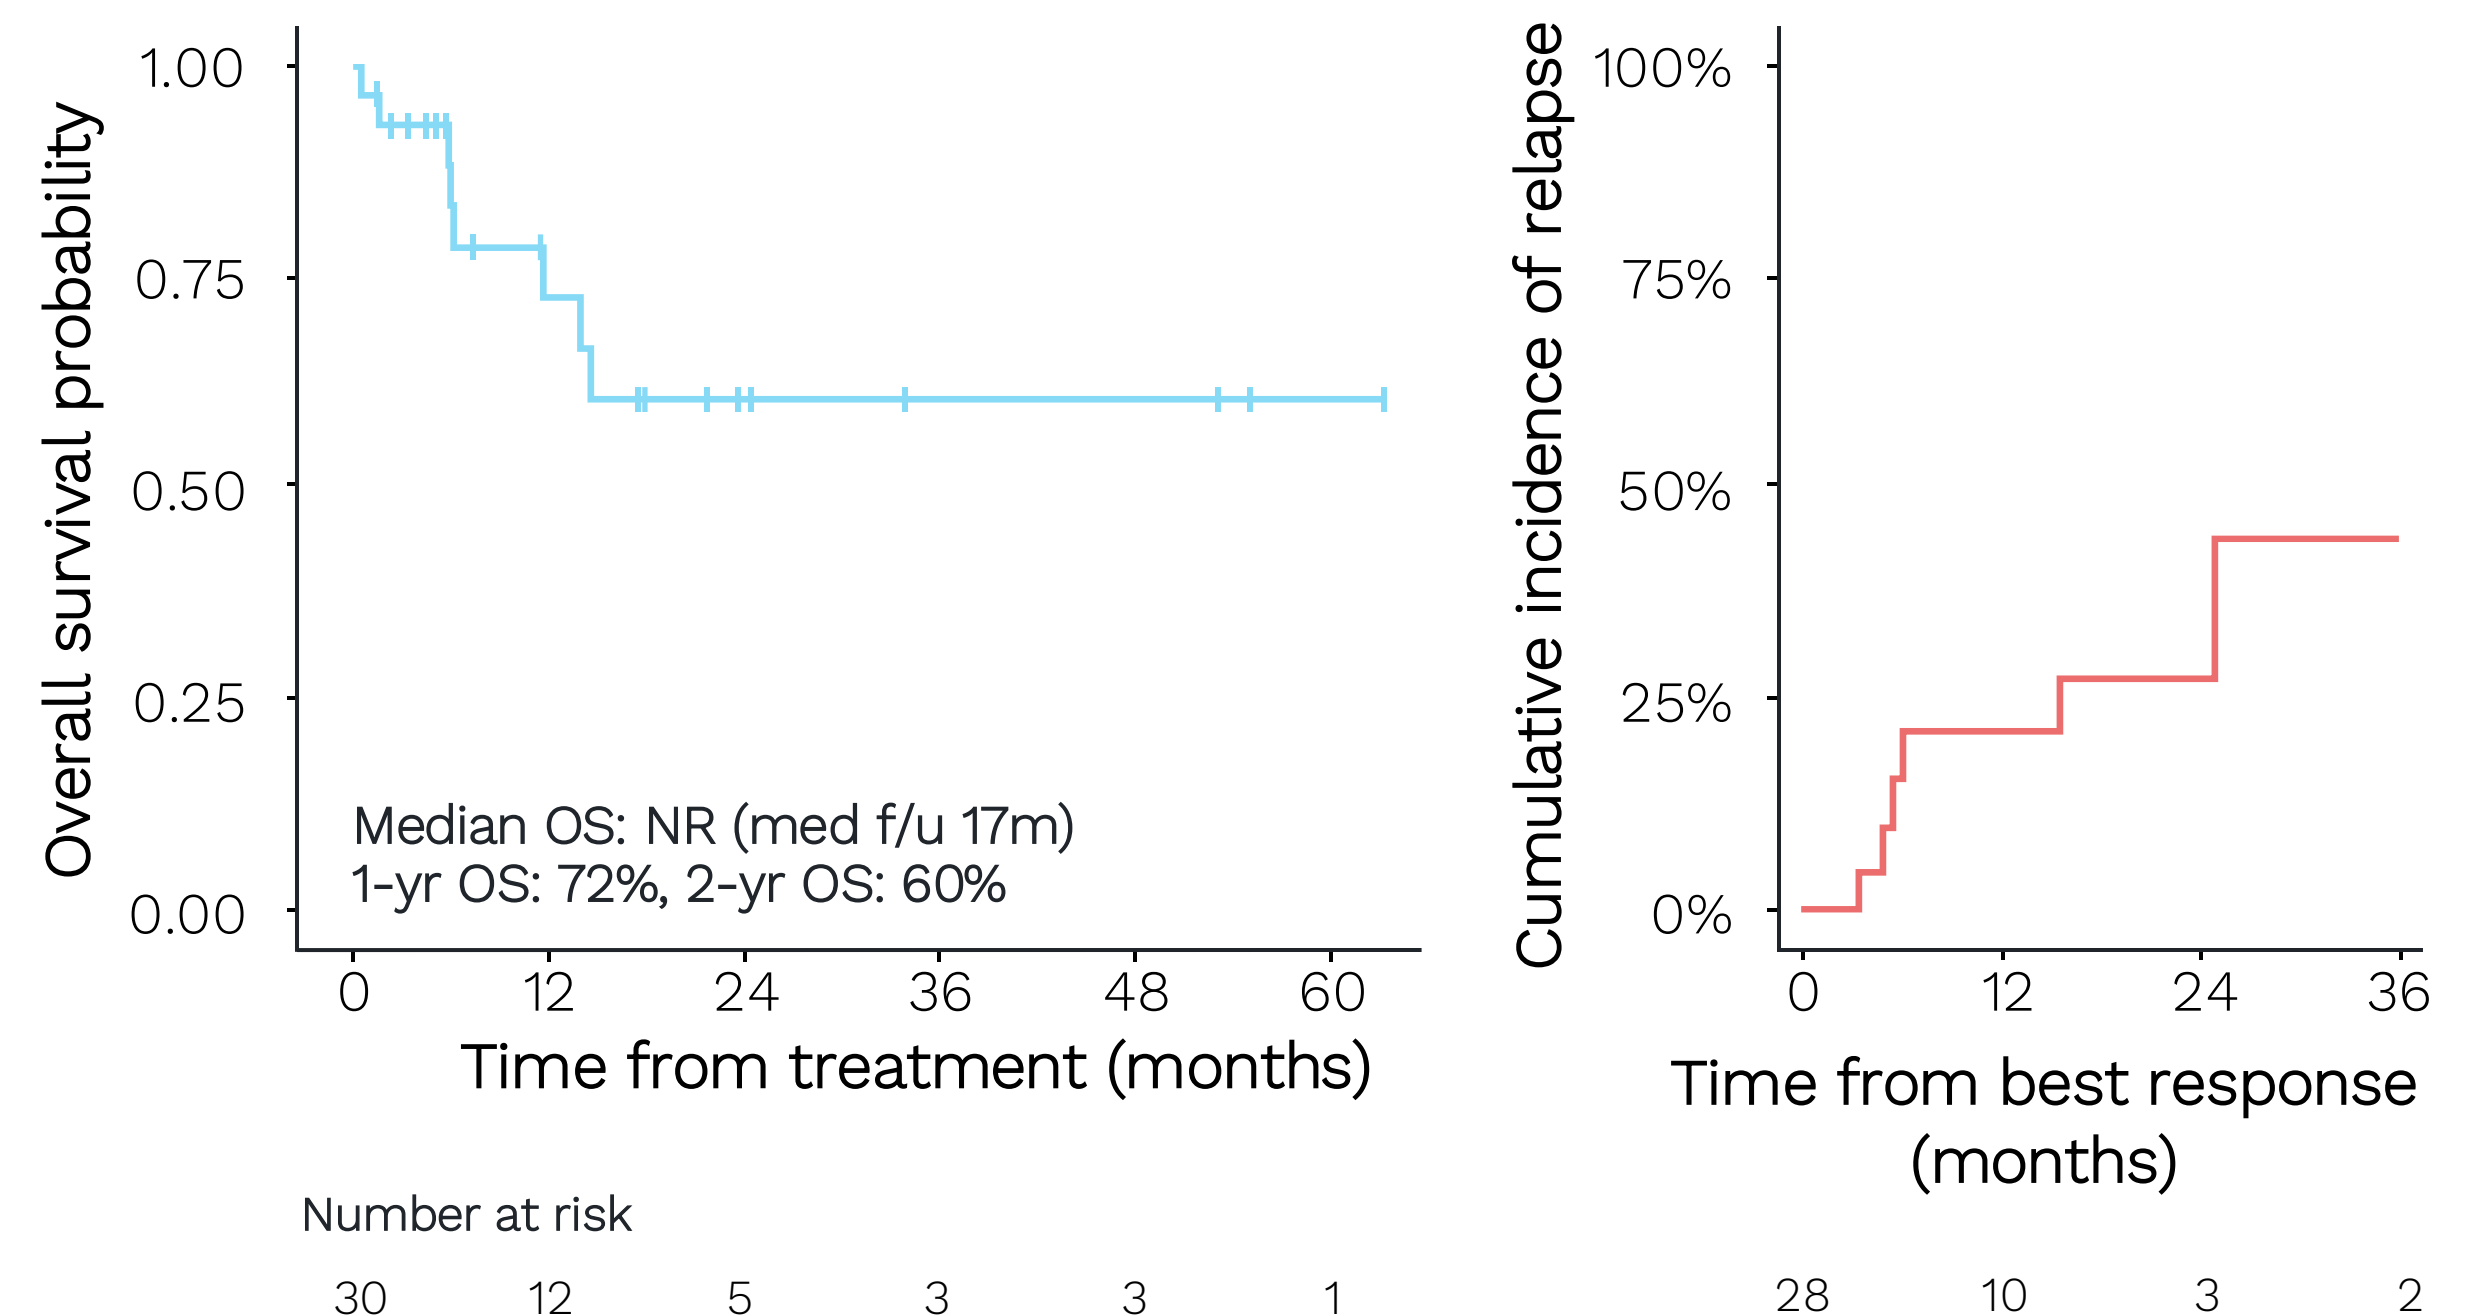 Overall survival probability
1.00
0.75
0.50
0.25
0.00
Median OS: NR (med f/u 17m)
1-yr OS: 72%, 2-yr OS: 60%
0 12 24 36 48 60
Time from treatment (months)
Number at risk
30 12 5 3 3 1
Cumulative incidence of relapse
100%
75%
50%
25%
0%
0 12 24 36
Time from best response
(months)
28 10 3 2